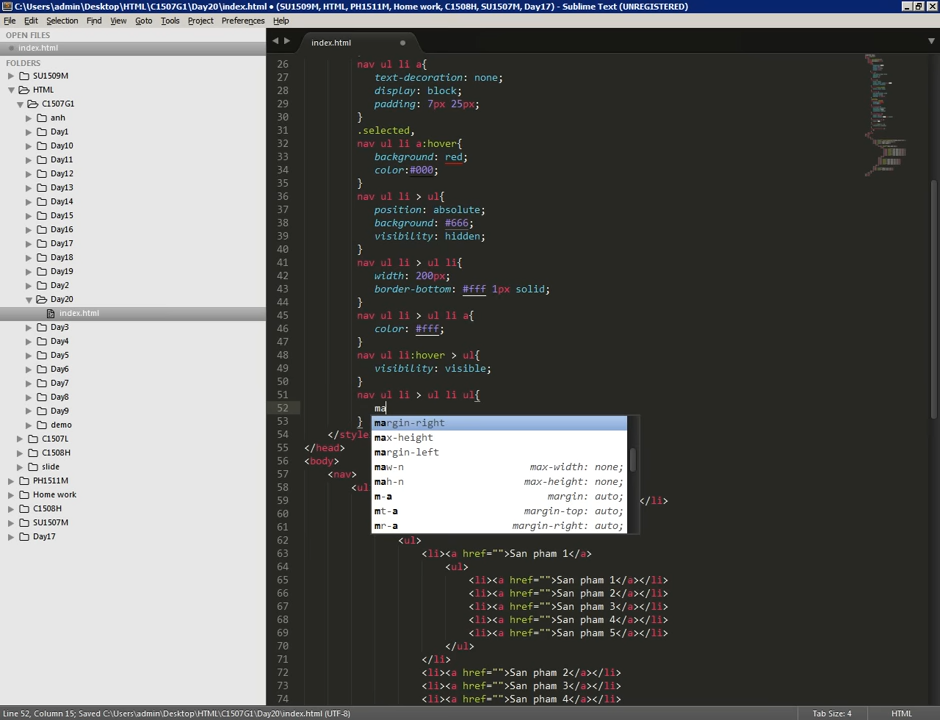 C:\Users\admin\Desktop\HTML\C1507G1\Day20\index.html • (SU1509M, HTML, PH1511M, Home work, C1508H, SU1507M, Day17) - Sublime Text (UNREGISTERED)
File Edit Selection Find View Goto Tools Project Preferences Help
OPEN FILES
index.html
FOLDERS
SU1509M
HTML
C1507G1
anh
Day1
Day10
Day11
Day12
Day13
Day14
Day15
Day16
Day17
Day18
Day19
Day2
Day20
index.html
Day3
Day4
Day5
Day6
Day7
Day8
Day9
demo
C1507L
C1508H
slide
PH1511M
Home work
C1508H
SU1507M
Day17
index.html
26 nav ul li a{
27 text-decoration: none;
28 display: block;
29 padding: 7px 25px;
30 }
31 .selected,
32 nav ul li a:hover{
33 background: red;
34 color:#000;
35 }
36 nav ul li > ul{
37 position: absolute;
38 background: #666;
39 visibility: hidden;
40 }
41 nav ul li > ul li{
42 width: 200px;
43 border-bottom: #fff 1px solid;
44 }
45 nav ul li > ul li a{
46 color: #fff;
47 }
48 nav ul li:hover > ul{
49 visibility: visible;
50 }
51 nav ul li > ul li ul{
52 ma
53 }
margin-right
max-height
margin-left
maw-n max-width: none;
mah-n max-height: none;
m-a margin: auto;
mt-a margin-top: auto;
mr-a margin-right: auto;
54 </style
55 </head>
56 <body>
57 <nav>
58 <ul
59 </li>
60
61
62 <ul>
63 <li><a href="">San pham 1</a>
64 <ul>
65 <li><a href="">San pham 1</a></li>
66 <li><a href="">San pham 2</a></li>
67 <li><a href="">San pham 3</a></li>
68 <li><a href="">San pham 4</a></li>
69 <li><a href="">San pham 5</a></li>
70 </ul>
71 </li>
72 <li><a href="">San pham 2</a></li>
73 <li><a href="">San pham 3</a></li>
74 <li><a href="">San pham 4</a></li>
Line 52, Column 15; Saved C:\Users\admin\Desktop\HTML\C1507G1\Day20\index.html (UTF-8) Tab Size: 4 HTML